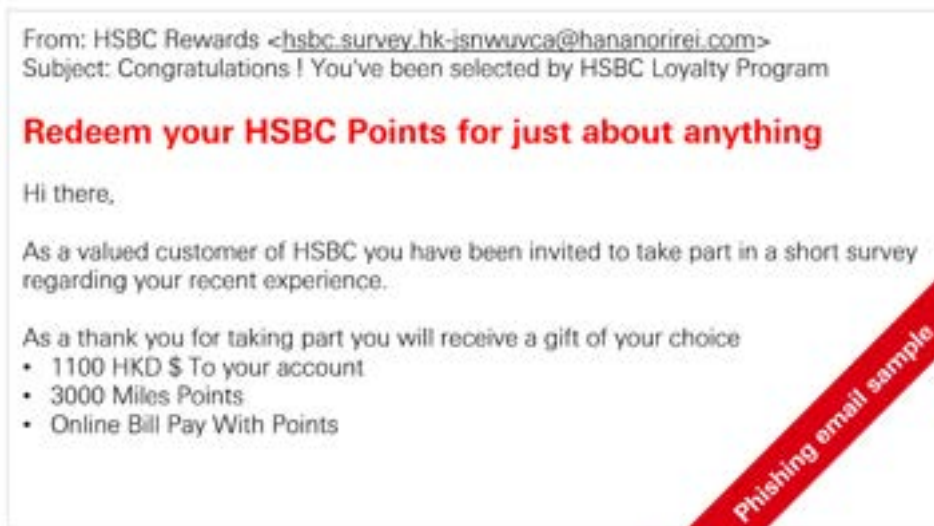 From: HSBC Rewards <hsbc.survey.hk-jsnwuvca@hananorirei.com>
Subject: Congratulations ! You've been selected by HSBC Loyalty Program
Redeem your HSBC Points for just about anything
Hi there,
As a valued customer of HSBC you have been invited to take part in a short survey
regarding your recent experience.
As a thank you for taking part you will receive a gift of your choice
• 1100 HKD $ To your account
• 3000 Miles Points
• Online Bill Pay With Points
Phishing email sample